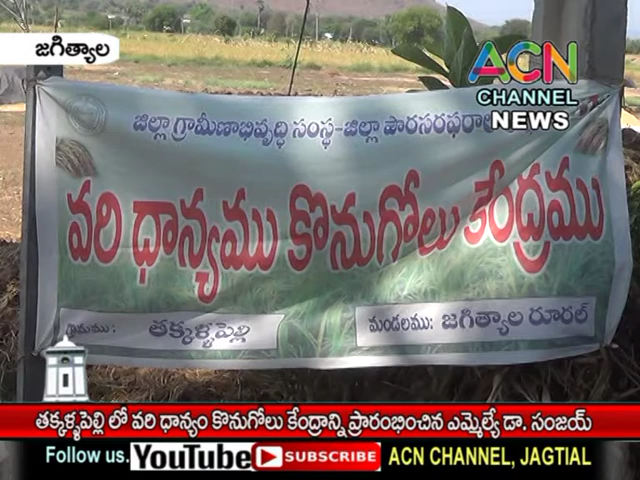 జగిత్యాల
ACN
CHANNEL
NEWS
జిల్లా గ్రామీణాభివృద్ధి సంస్థ-జిల్లా పౌరసరఫరాల
వరి ధాన్యము కొనుగోలు కేంద్రము
గ్రామము : తక్కళ్ళపెల్లి
మండలము: జగిత్యాల రూరల్
తక్కళ్ళపెల్లి లో వరి ధాన్యం కొనుగోలు కేంద్రాన్ని ప్రారంభించిన ఎమ్మెల్యే డా. సంజయ్
Follow us. YouTube SUBSCRIBE ACN CHANNEL, JAGTIAL